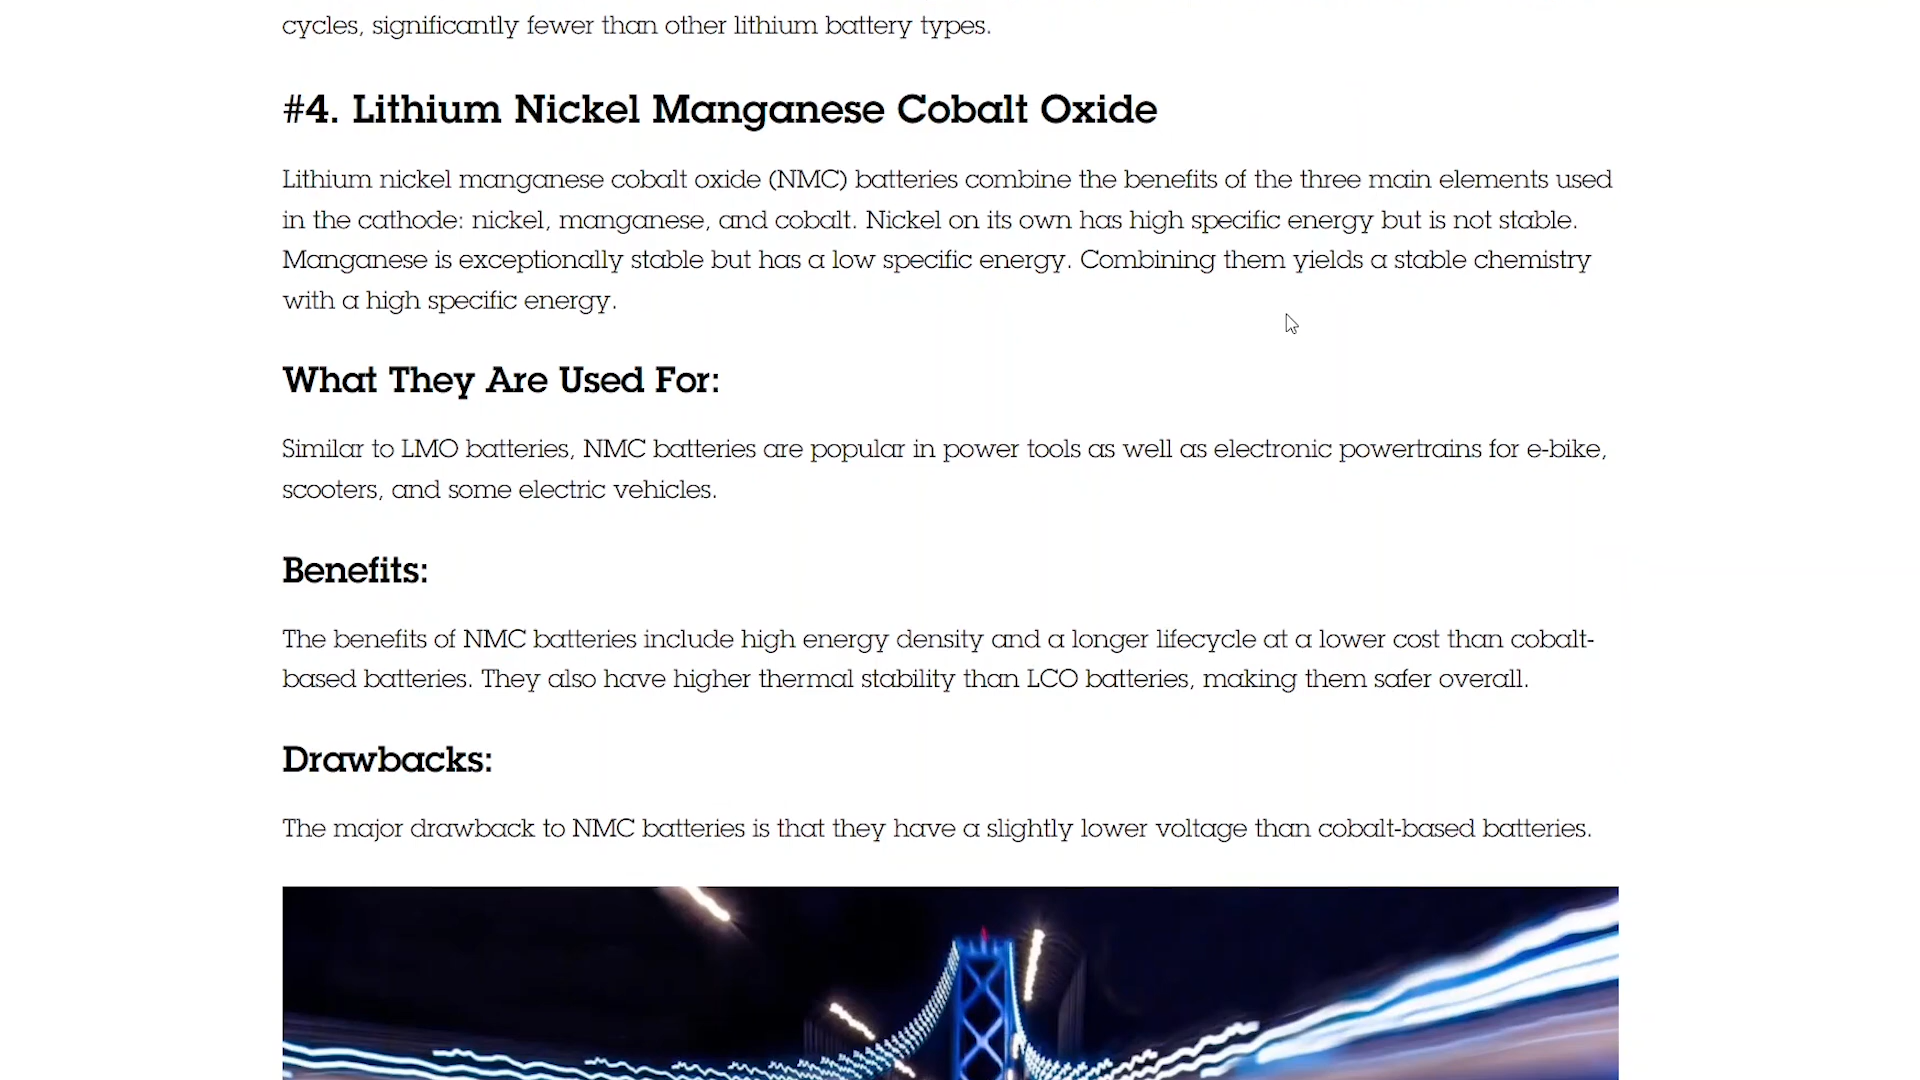 cycles, significantly fewer than other lithium battery types.
#4. Lithium Nickel Manganese Cobalt Oxide
Lithium nickel manganese cobalt oxide (NMC) batteries combine the benefits of the three main elements used
in the cathode: nickel, manganese, and cobalt. Nickel on its own has high specific energy but is not stable.
Manganese is exceptionally stable but has a low specific energy. Combining them yields a stable chemistry
with a high specific energy.
What They Are Used For:
Similar to LMO batteries, NMC batteries are popular in power tools as well as electronic powertrains for e-bike,
scooters, and some electric vehicles.
Benefits:
The benefits of NMC batteries include high energy density and a longer lifecycle at a lower cost than cobalt-
based batteries. They also have higher thermal stability than LCO batteries, making them safer overall.
Drawbacks:
The major drawback to NMC batteries is that they have a slightly lower voltage than cobalt-based batteries.